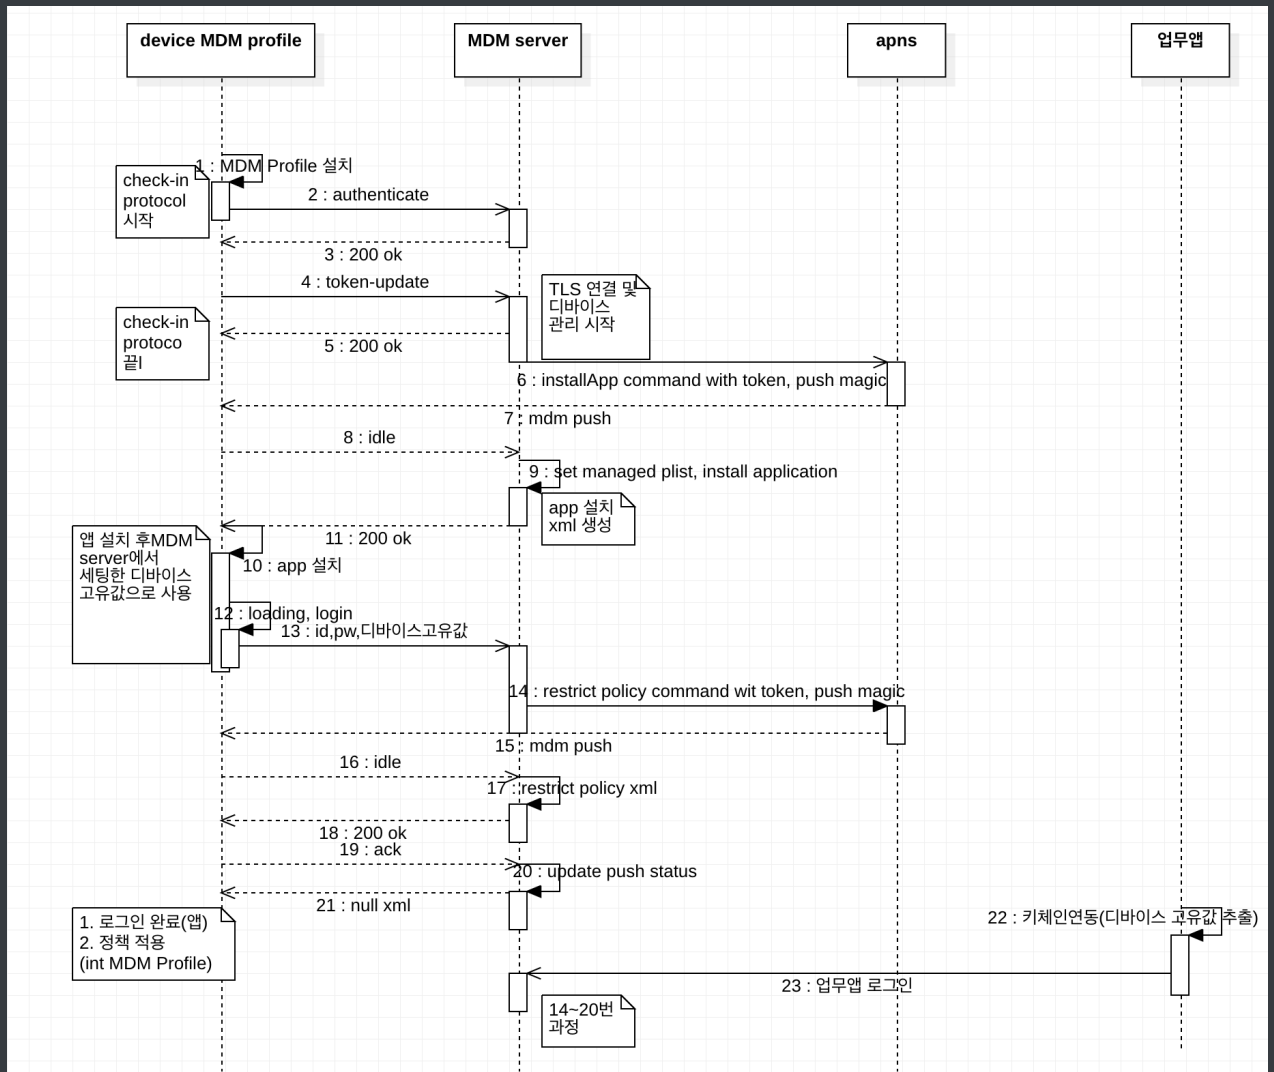 device MDM profile
MDM server
apns
업무앱
1 : MDM Profile 설치
check-in
protocol
시작
2 : authenticate
3 : 200 ok
4 : token-update
TLS 연결 및
디바이스
관리 시작
check-in
protoco
끝l
5 : 200 ok
6 : installApp command with token, push magic
7 : mdm push
8 : idle
9 : set managed plist, install application
app 설치
xml 생성
앱 설치 후MDM
server에서
세팅한 디바이스
고유값으로 사용
11 : 200 ok
10 : app 설치
12 : loading, login
13 : id,pw,디바이스고유값
14 : restrict policy command wit token, push magic
15 : mdm push
16 : idle
17 : restrict policy xml
18 : 200 ok
19 : ack
20 : update push status
21 : null xml
1. 로그인 완료(앱)
2. 정책 적용
(int MDM Profile)
22 : 키체인연동(디바이스 고유값 추출)
23 : 업무앱 로그인
14~20번
과정